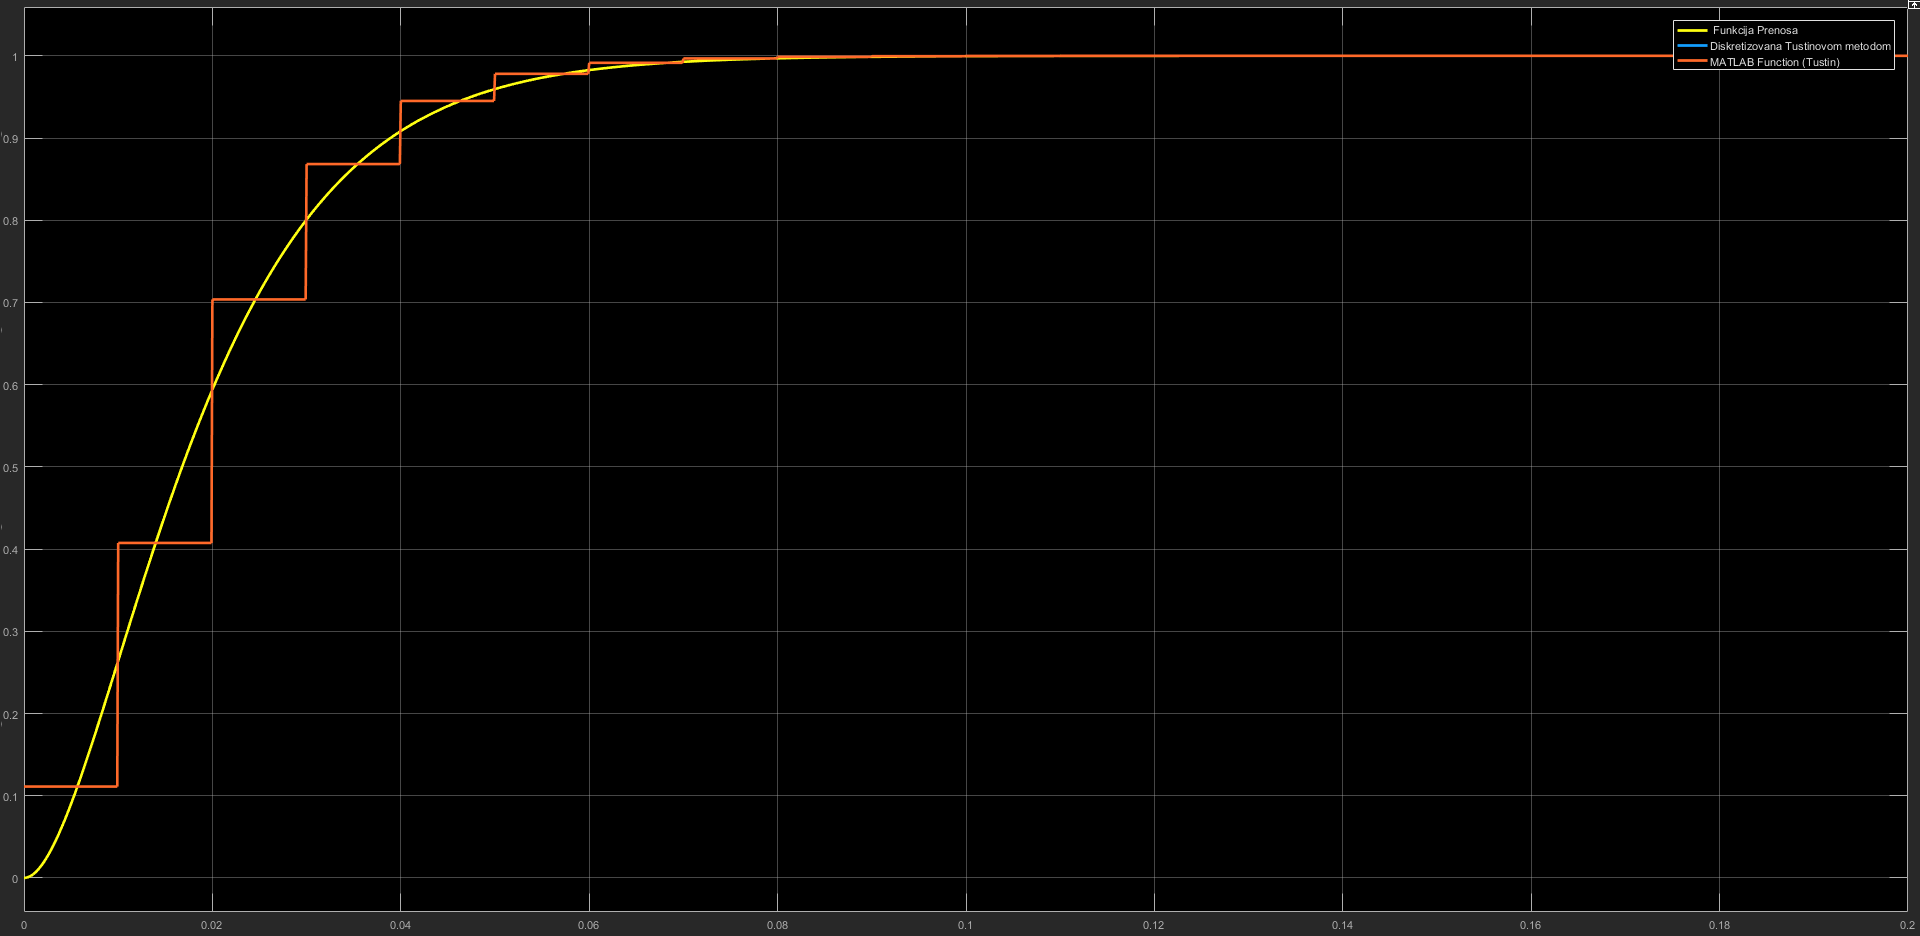 Funkcija Prenosa
Diskretizovana Tustinovom metodom
MATLAB Function (Tustin)
1
0.9
0.8
0.7
0.6
0.5
0.4
0.3
0.2
0.1
0
0 0.02 0.04 0.06 0.08 0.1 0.12 0.14 0.16 0.18 0.2